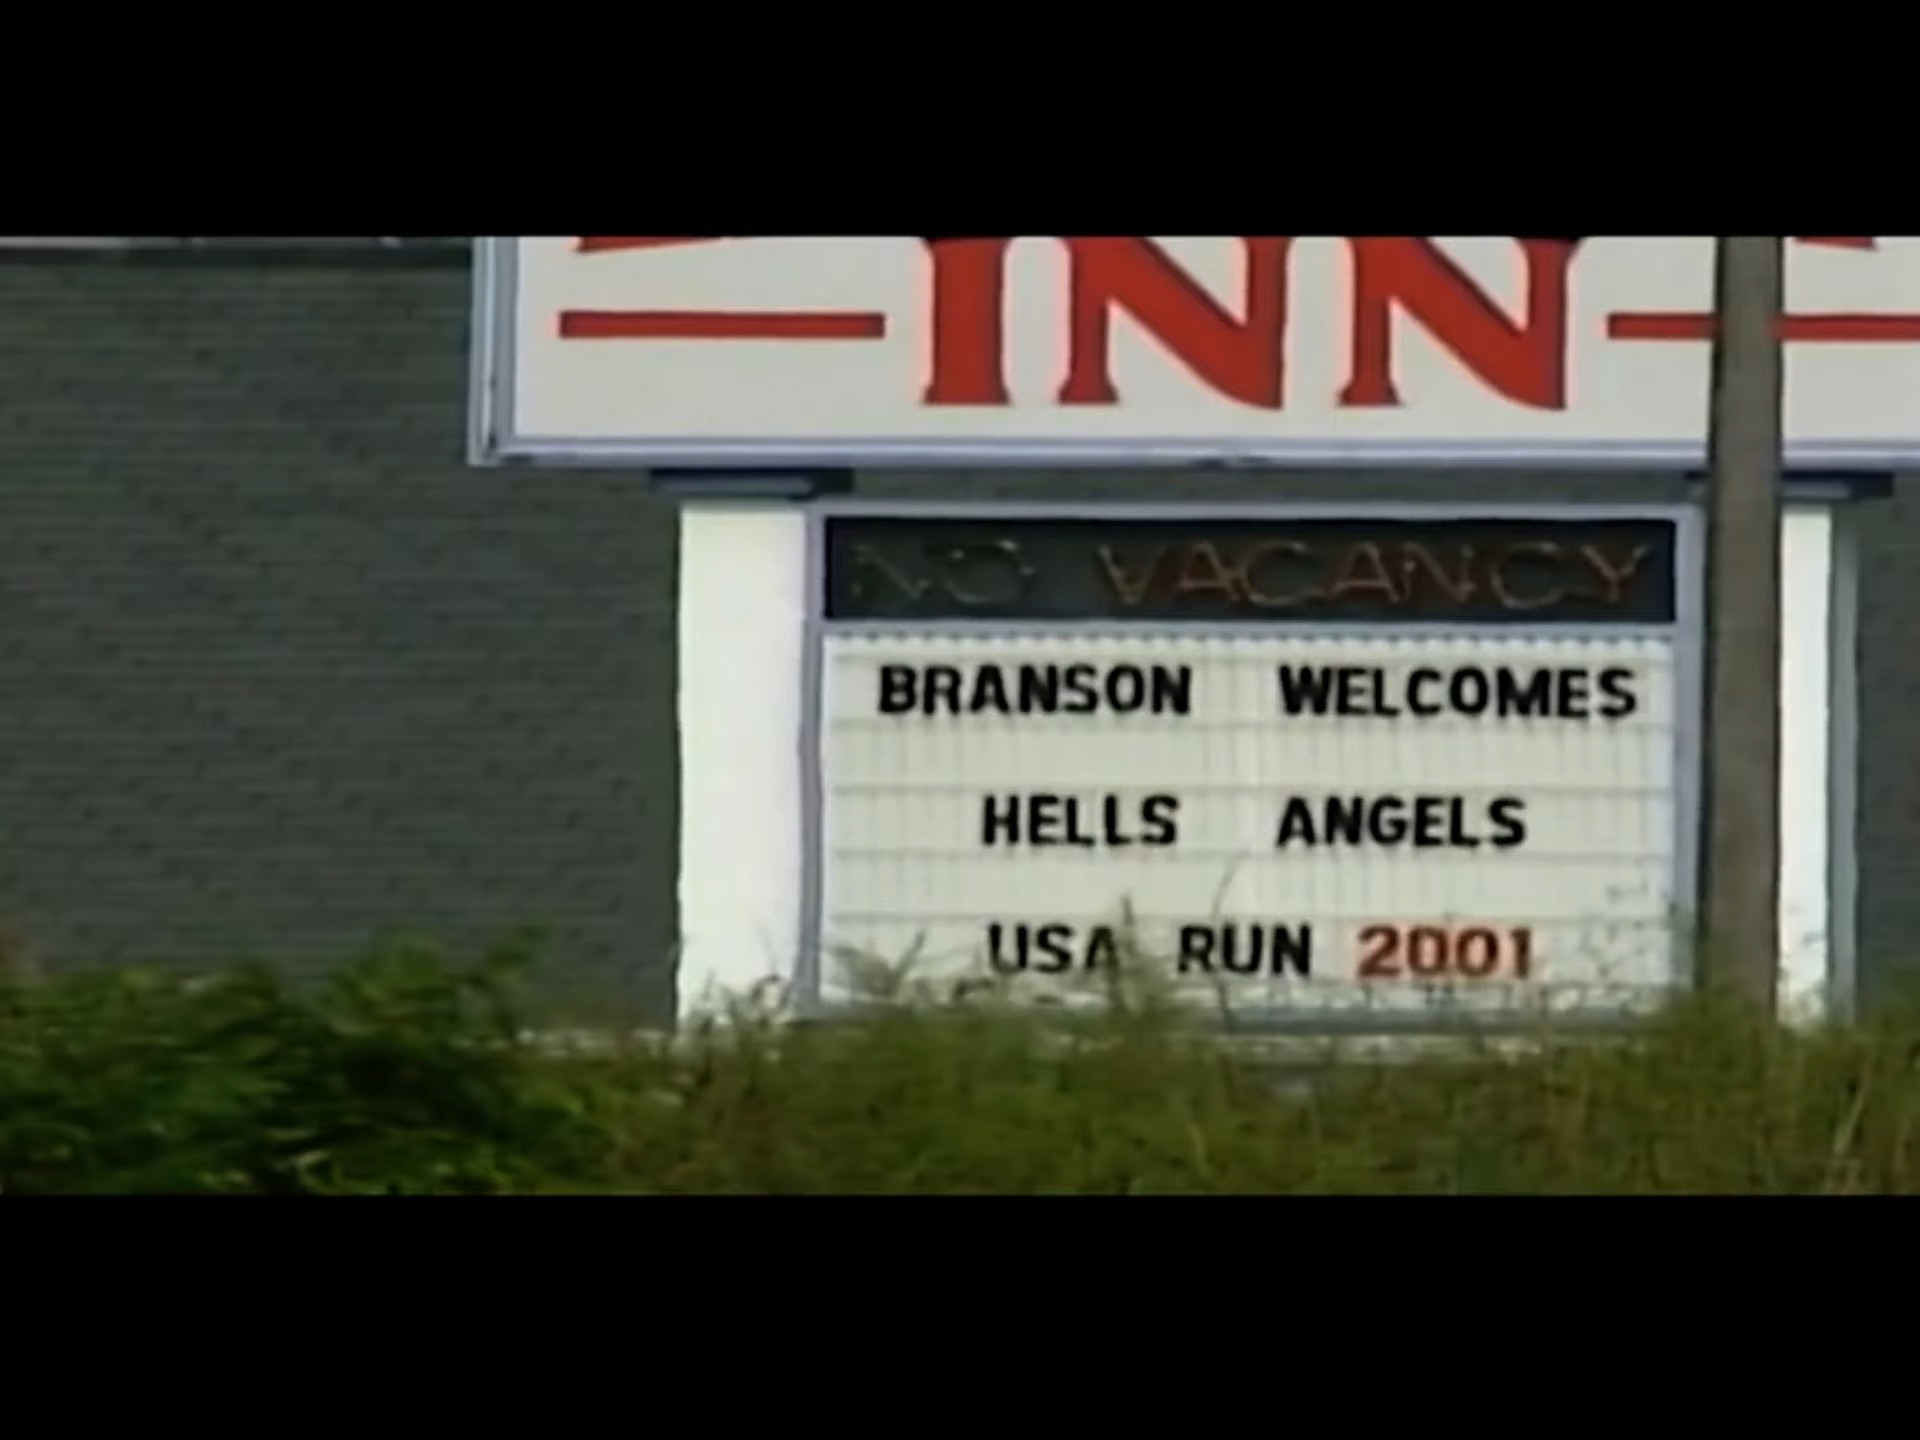 INN
NO VACANCY
BRANSON WELCOMES
HELLS ANGELS
USA RUN 2001